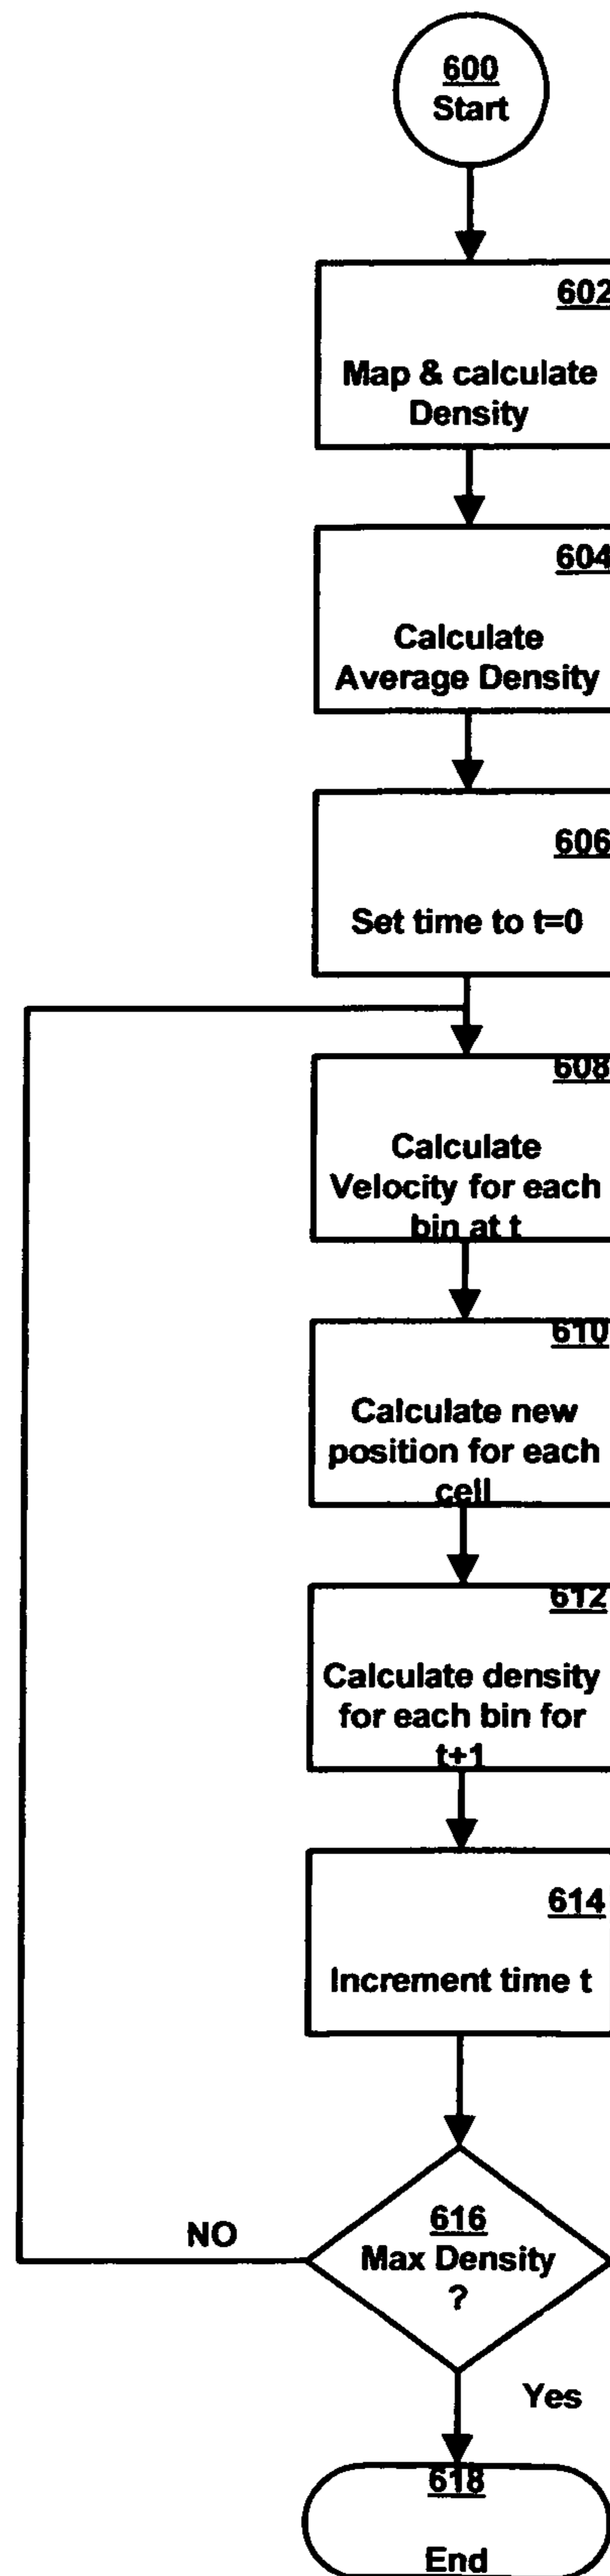 600
Start
602
Map & calculate
Density
604
Calculate
Average Density
606
Set time to t=0
608
Calculate
Velocity for each
bin at t
610
Calculate new
position for each
cell
612
Calculate density
for each bin for
t+1
614
Increment time t
616
Max Density
?
NO
Yes
618
End